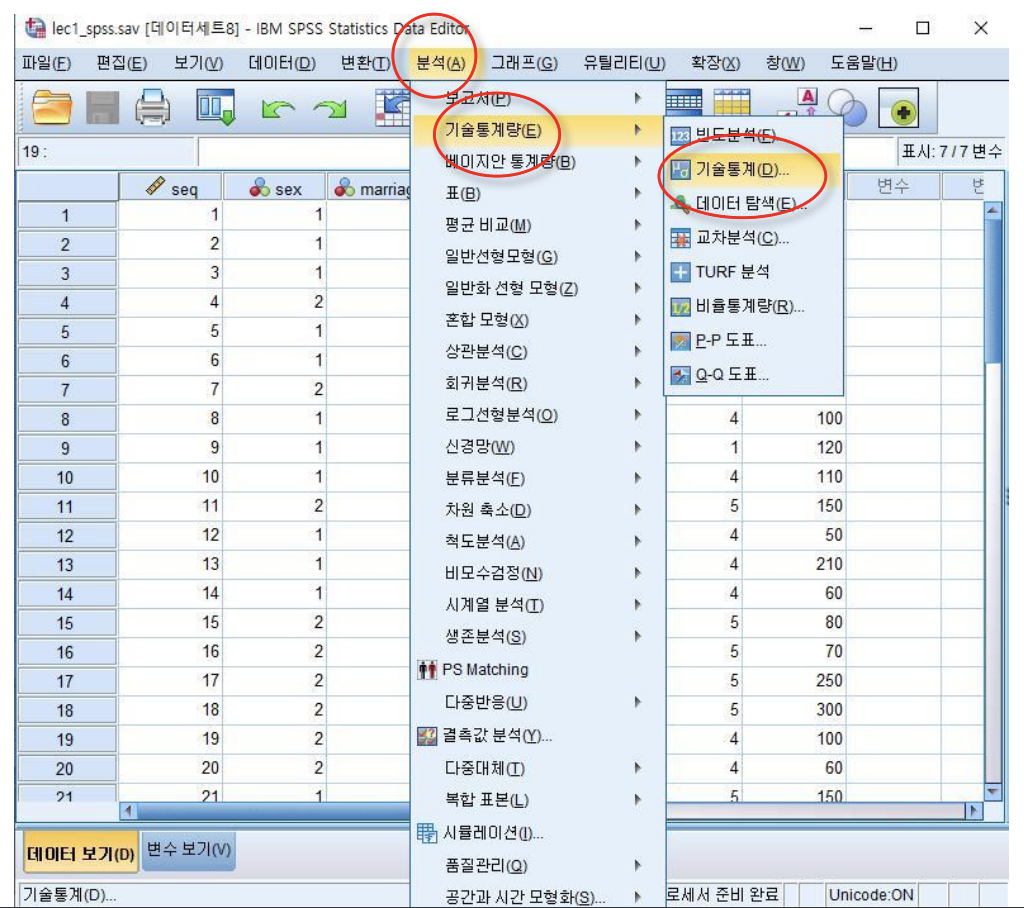 lec1_spss.sav [데이터세트8] - IBM SPSS Statistics Data Editor
파일(F) 편집(E) 보기(V) 데이터(D) 변환(T) 분석(A) 그래프(G) 유틸리티(U) 확장(X) 창(W) 도움말(H)
19 :
표시: 7 / 7 변수
seq sex marriag 변수
1 1 1
2 2 1
3 3 1
4 4 2
5 5 1
6 6 1
7 7 2
8 8 1 4 100
9 9 1 1 120
10 10 1 4 110
11 11 2 5 150
12 12 1 4 50
13 13 1 4 210
14 14 1 4 60
15 15 2 5 80
16 16 2 5 70
17 17 2 5 250
18 18 2 5 300
19 19 2 4 100
20 20 2 4 60
21 21 1 5 150
보고서(P)
기술통계량(E)
베이지안 통계량(B)
표(B)
평균 비교(M)
일반선형모형(G)
일반화 선형 모형(Z)
혼합 모형(X)
상관분석(C)
회귀분석(R)
로그선형분석(O)
신경망(W)
분류분석(F)
차원 축소(D)
척도분석(A)
비모수검정(N)
시계열 분석(T)
생존분석(S)
PS Matching
다중반응(U)
결측값 분석(Y)...
다중대체(T)
복합 표본(L)
시뮬레이션(I)...
품질관리(Q)
공간과 시간 모형화(S)...
123 빈도분석(F)...
기술통계(D)...
데이터 탐색(E)...
교차분석(C)...
TURF 분석
1/2 비율통계량(R)...
P-P 도표...
Q-Q 도표...
데이터 보기(D) 변수 보기(V)
기술통계(D)...
로세서 준비 완료 Unicode:ON